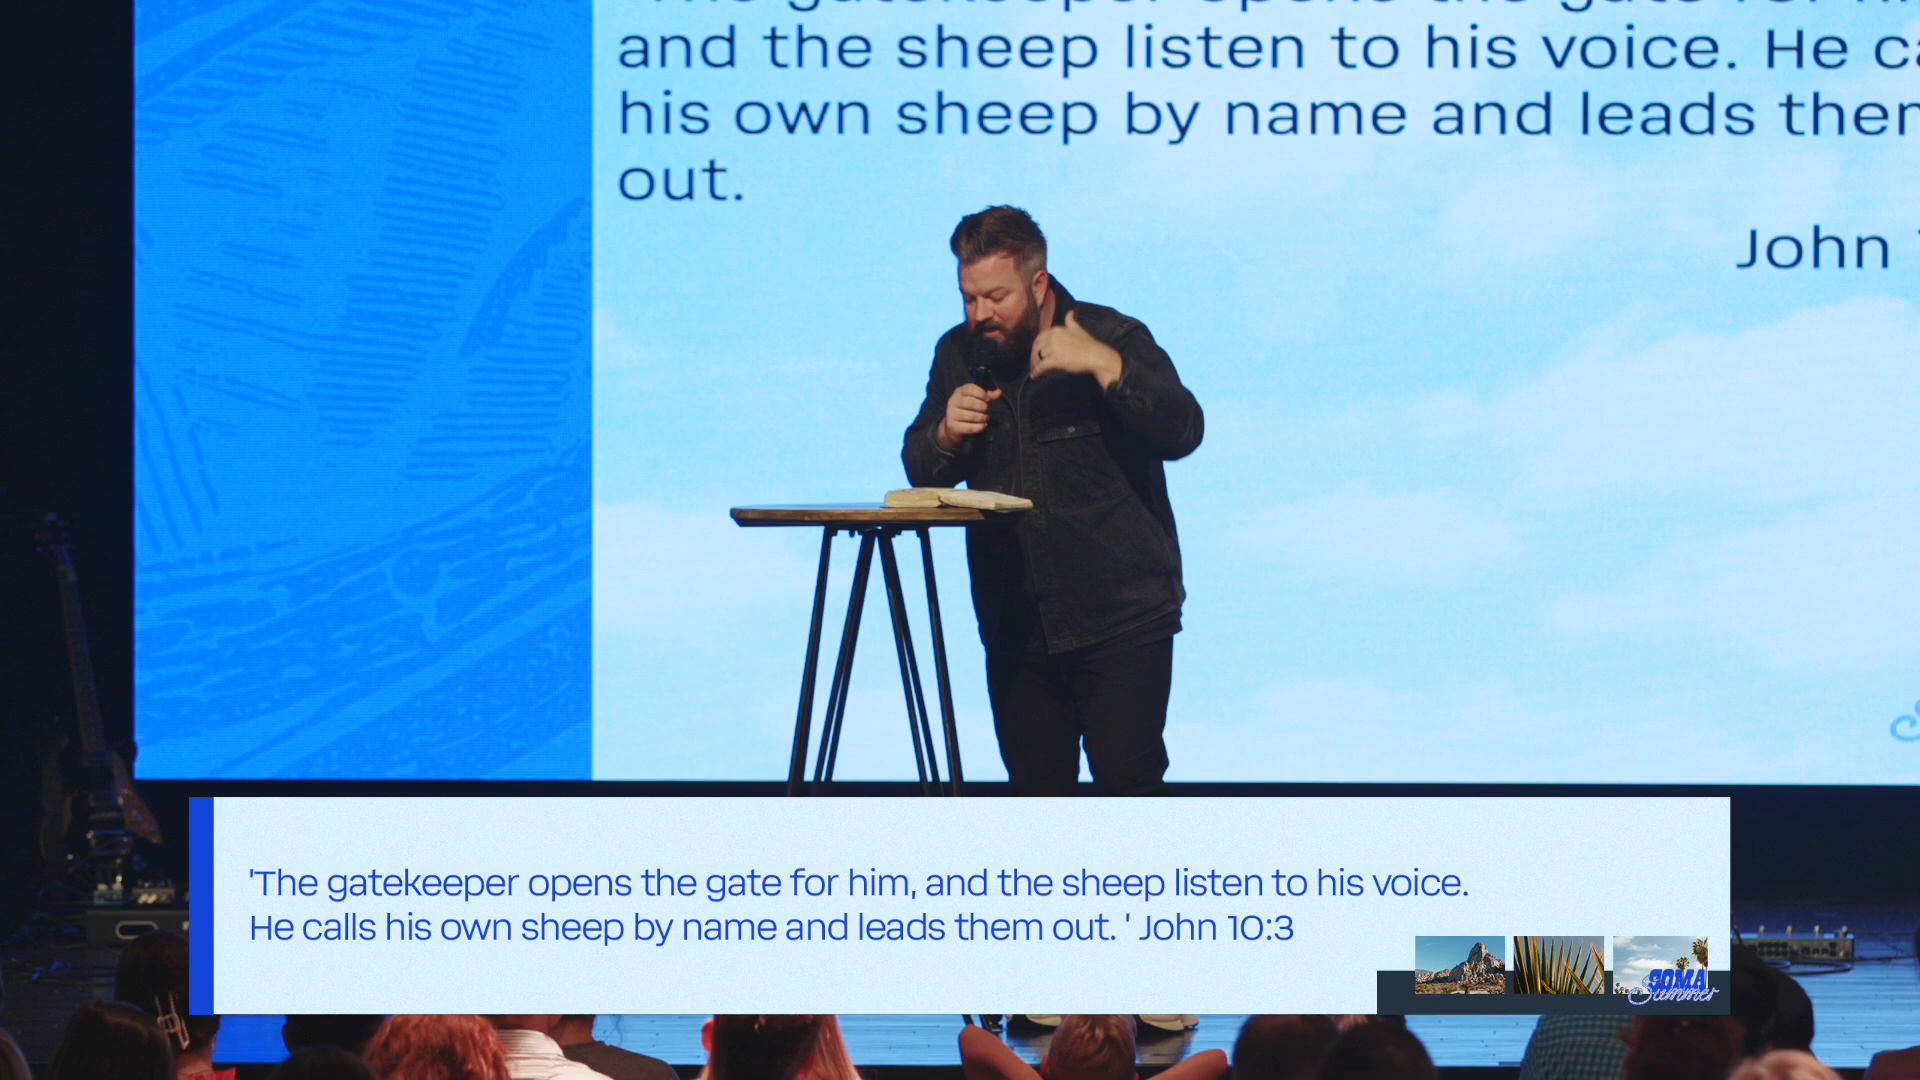 and the sheep listen to his voice. He
his own sheep by name and leads
out.
John
'The gatekeeper opens the gate for him, and the sheep listen to his voice.
He calls his own sheep by name and leads them out. ' John 10:3
SOMA
Summer